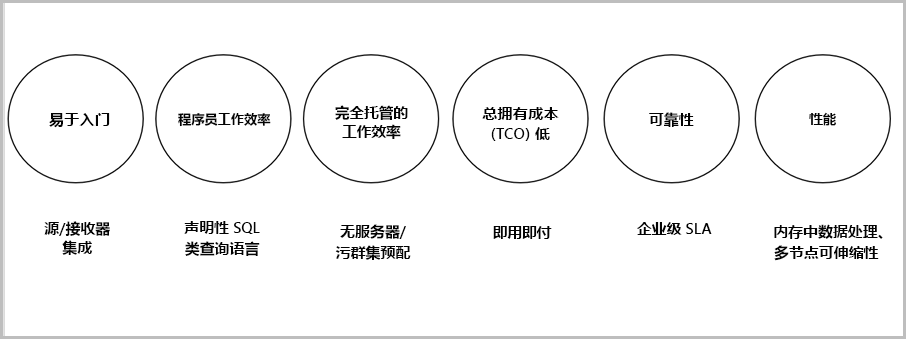 易于入门
程序员工作效率
完全托管的
工作效率
总拥有成本
(TCO) 低
可靠性
性能
源/接收器
集成
声明性 SQL
类查询语言
无服务器/
污群集预配
即用即付
企业级 SLA
内存中数据处理、
多节点可伸缩性